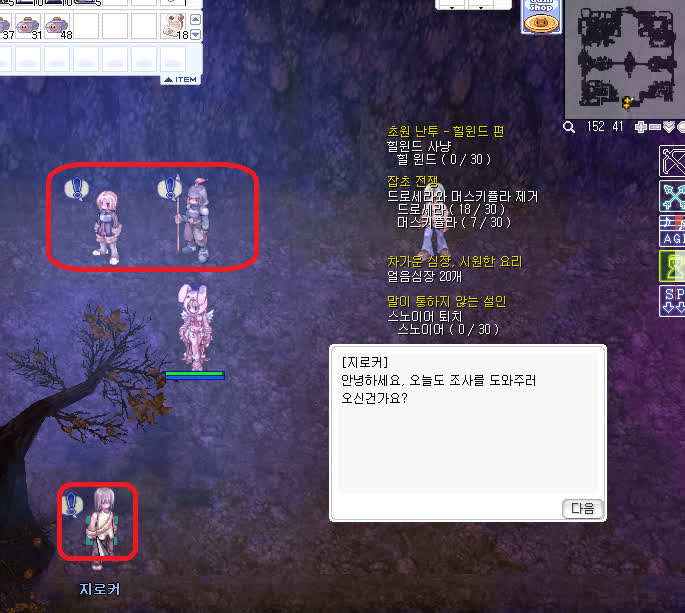 37 31 48 18
ITEM
Shop
152 41
초원 난투 - 힐윈드 편
힐윈드 사냥
힐 윈드 ( 0 / 30 )
잡초 전쟁
드로세라와 머스키퓰라 제거
드로세라 ( 18 / 30 )
머스키퓰라 ( 7 / 30 )
차가운 심장, 시원한 요리
얼음심장 20개
말이 통하지 않는 설인
스노이어 퇴치
스노이어 ( 0 / 30 )
AGI
SP
[지로커]
안녕하세요, 오늘도 조사를 도와주러
오신건가요?
다음
지로커